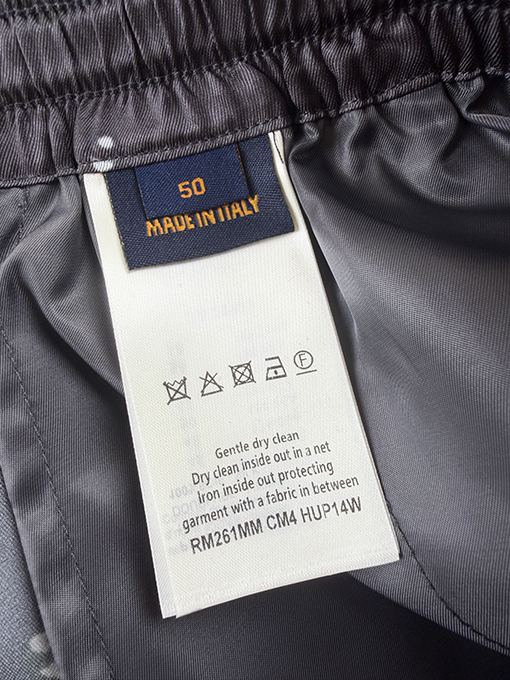 50
MADE IN ITALY
F
Gentle dry clean
Dry clean inside out in a net
Iron inside out protecting
garment with a fabric in between
RM261MM CM4 HUP14W